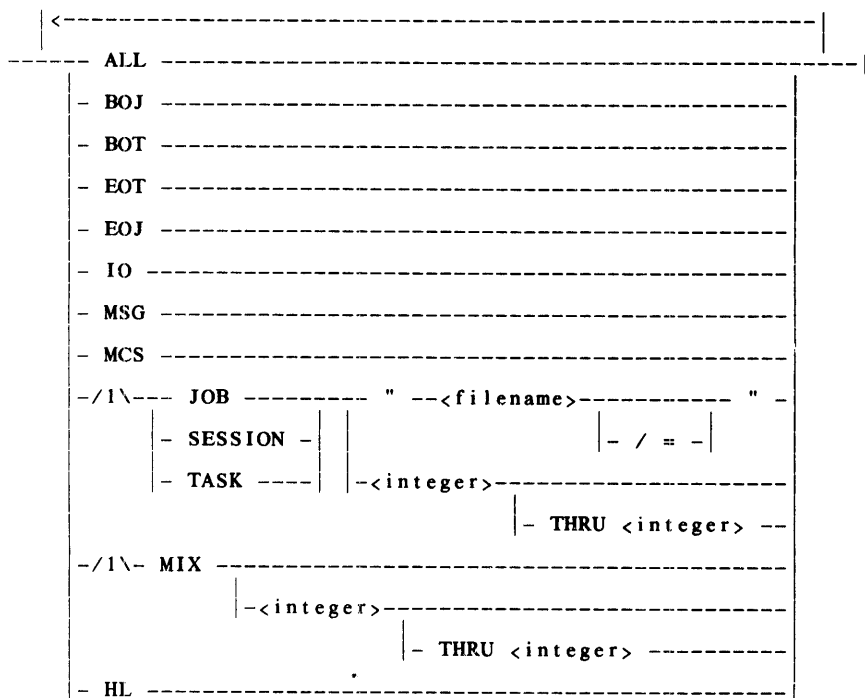 |<------------------------------------------------------------|
------ ALL ------------------------------------------------------|
|- BOJ ------------------------------------------------|
|- BOT ------------------------------------------------|
|- EOT ------------------------------------------------|
|- EOJ ------------------------------------------------|
|- IO -------------------------------------------------|
|- MSG ------------------------------------------------|
|- MCS ------------------------------------------------|
-/1\--- JOB ---------- " --<filename>----------- " -
|- SESSION -| |- / = -|
|- TASK ----| |-<integer>----------------------
|- THRU <integer> --
-/1\- MIX ---------------------------------------------
|-<integer>-------------------------------
|- THRU <integer> ---------
|- HL -------------------------------------------------|